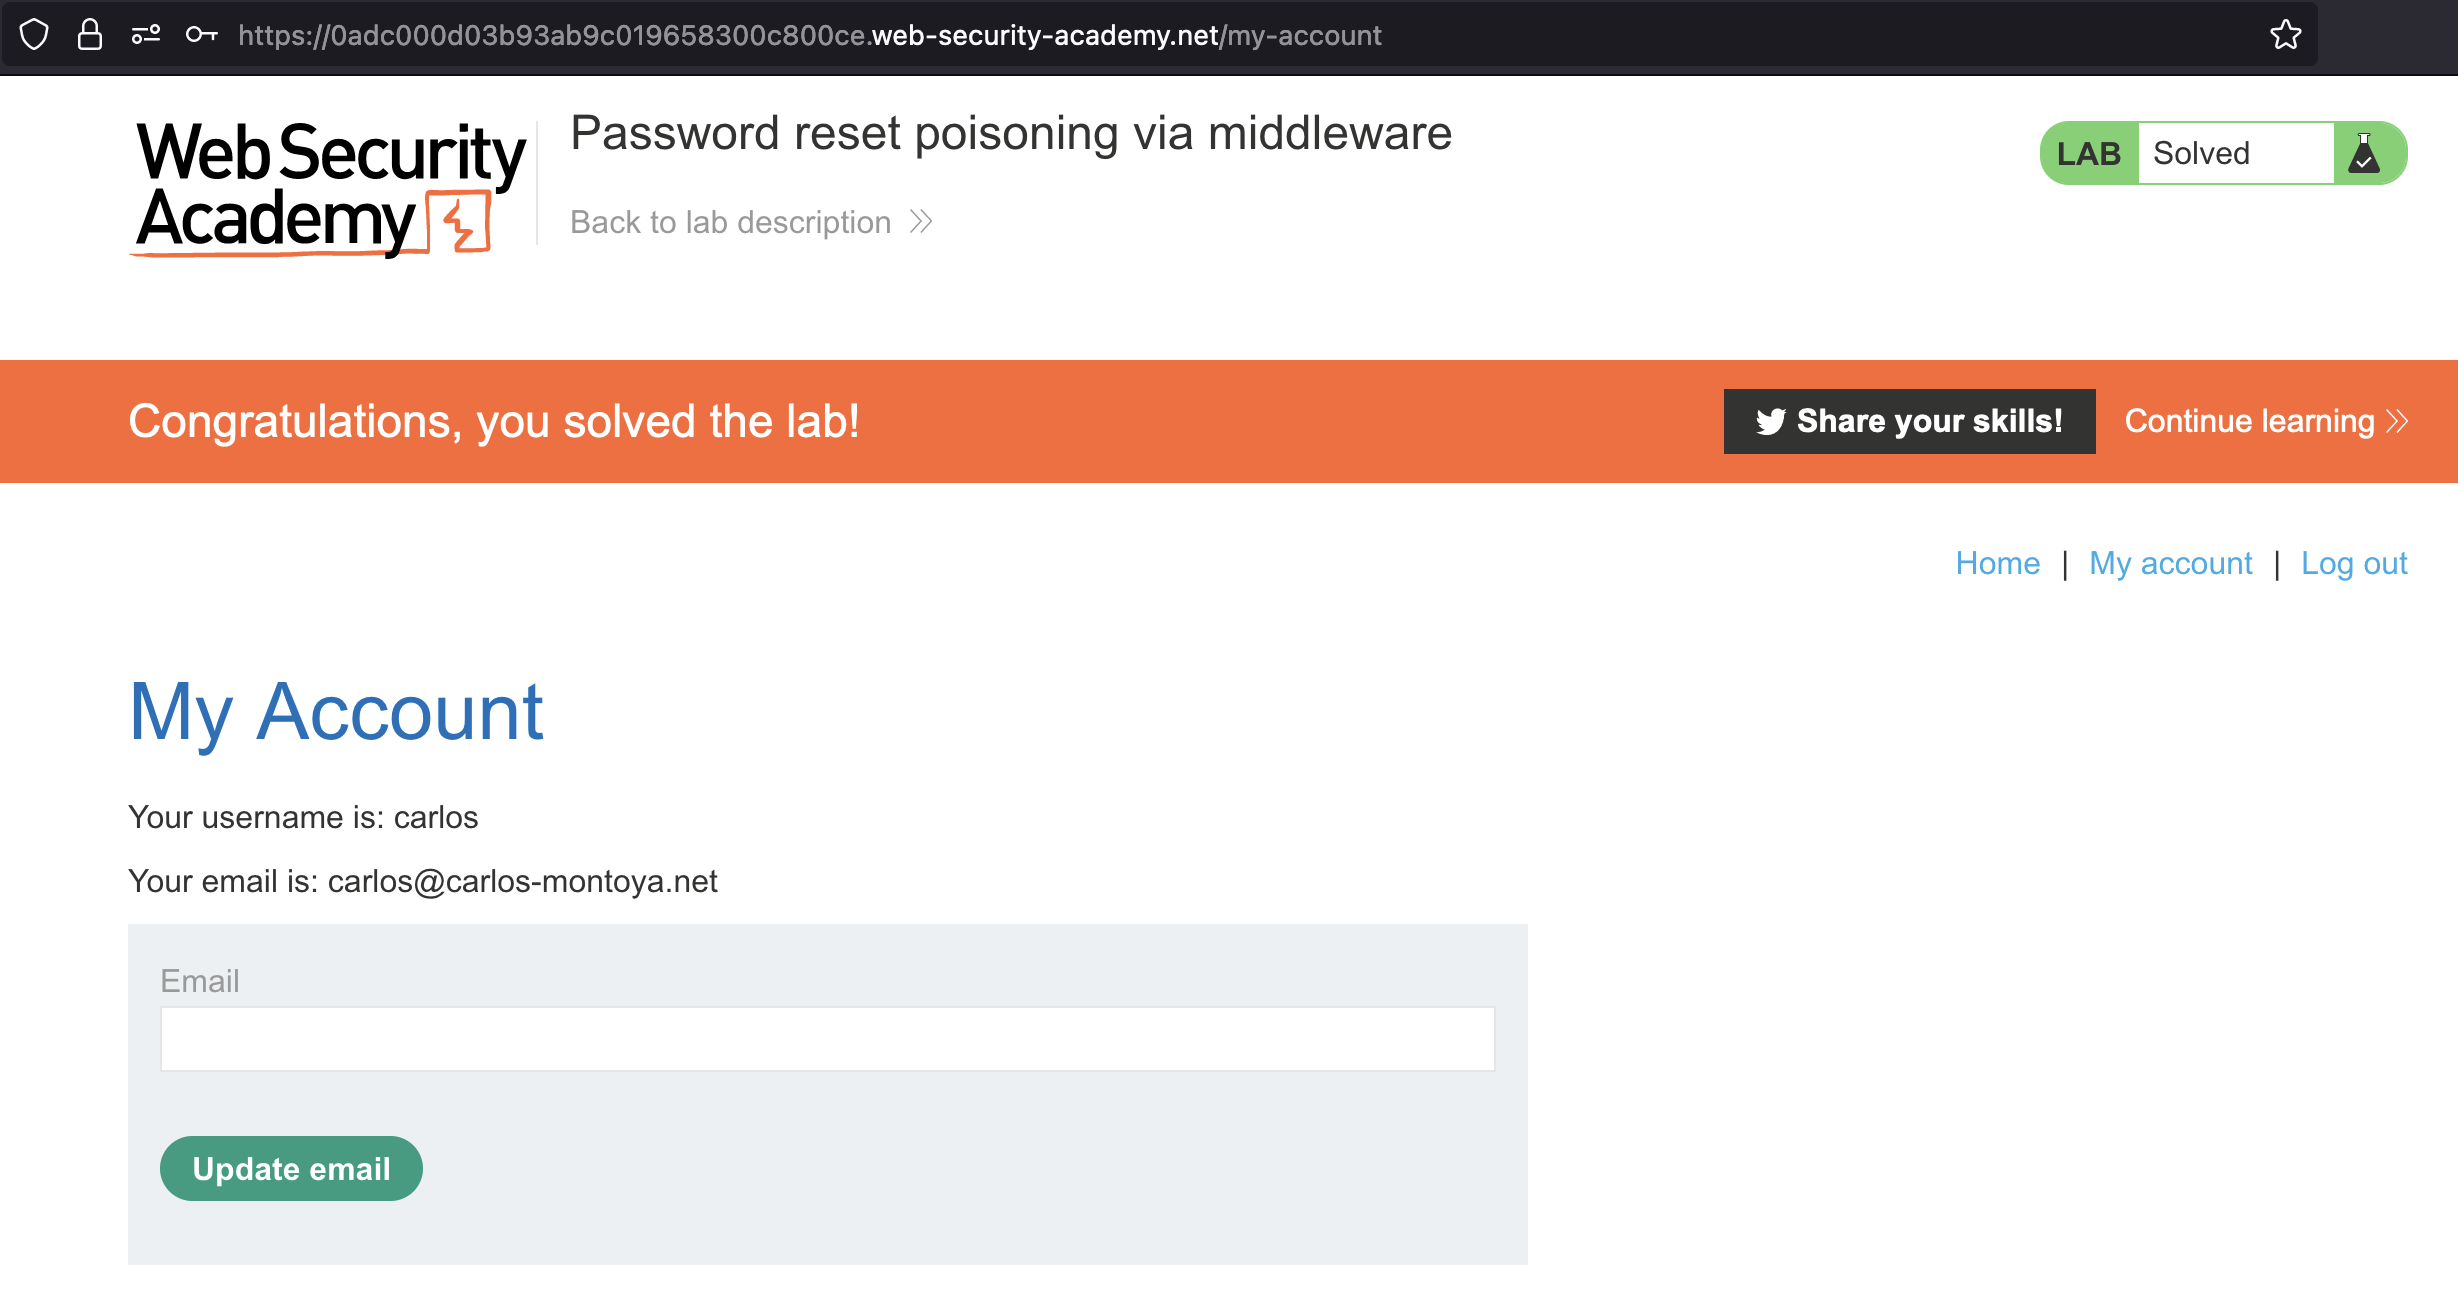 https://0adc000d03b93ab9c019658300c800ce.web-security-academy.net/my-account
Web Security
Academy
Password reset poisoning via middleware
Back to lab description
LAB Solved
Congratulations, you solved the lab!
Share your skills!
Continue learning
Home | My account | Log out
My Account
Your username is: carlos
Your email is: carlos@carlos-montoya.net
Email
Update email